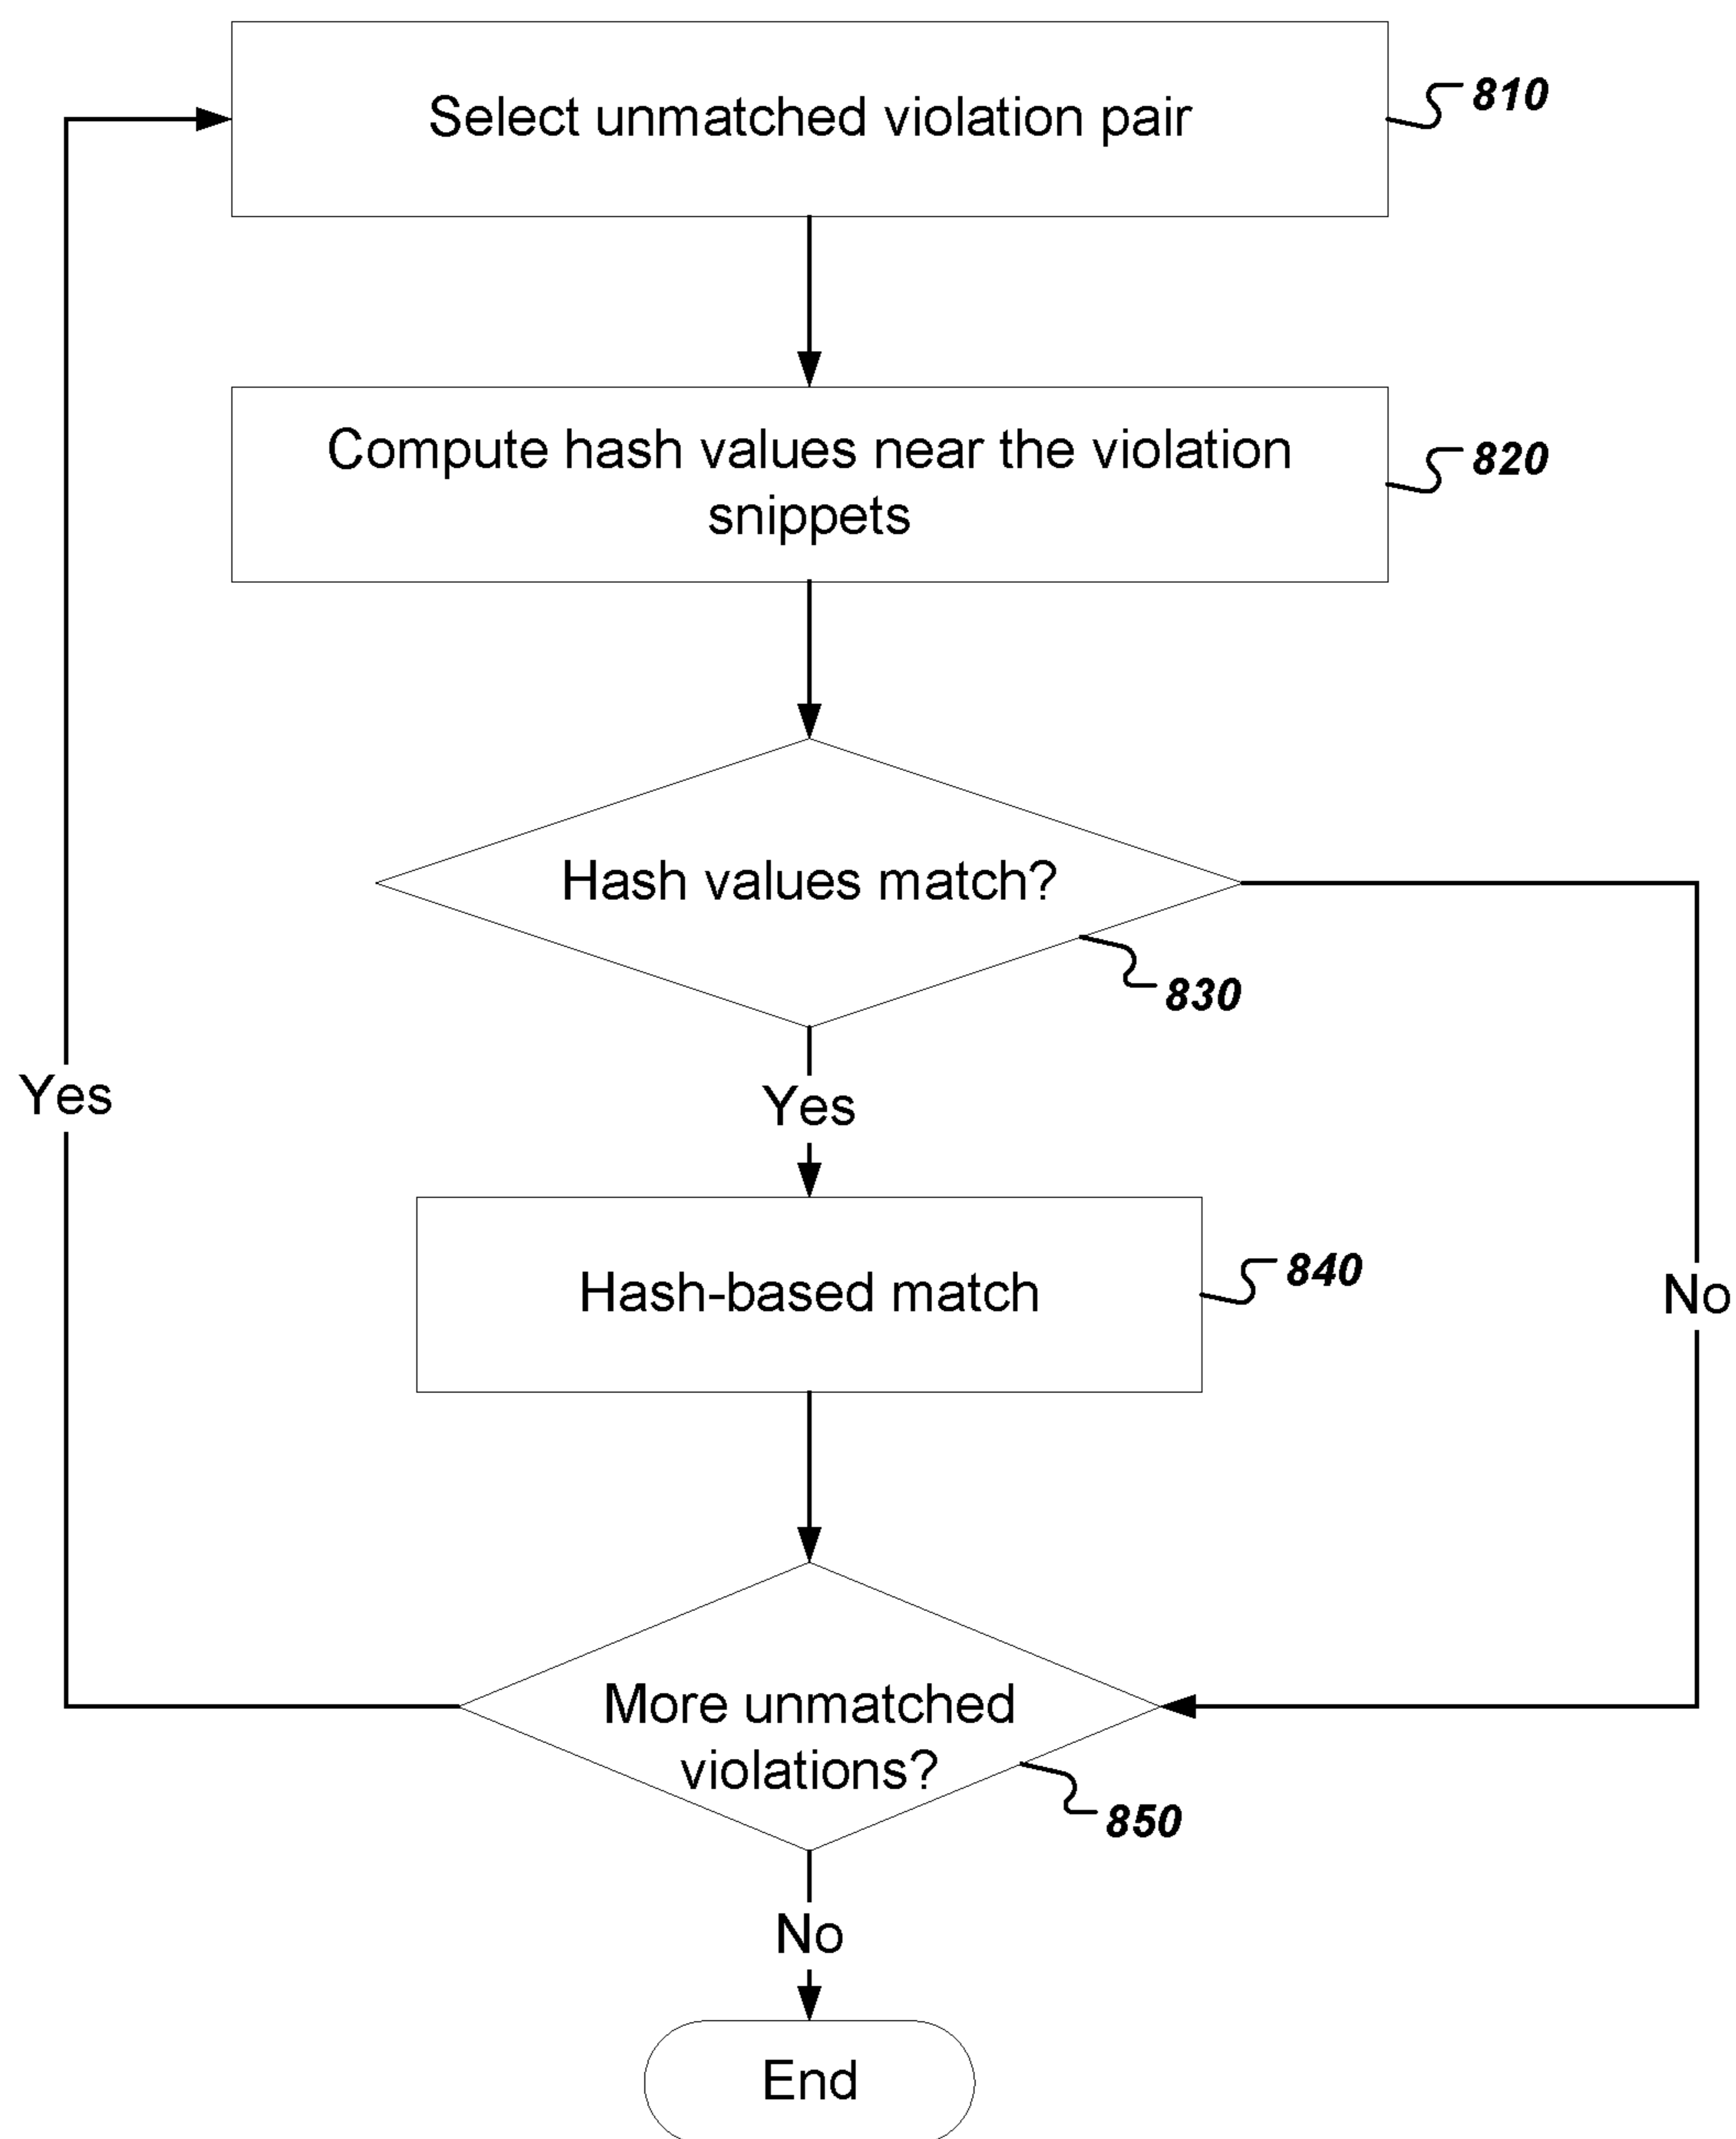 Select unmatched violation pair
810
Compute hash values near the violation
snippets
820
Hash values match?
830
Yes
Yes
Hash-based match
840
No
More unmatched
violations?
850
No
End